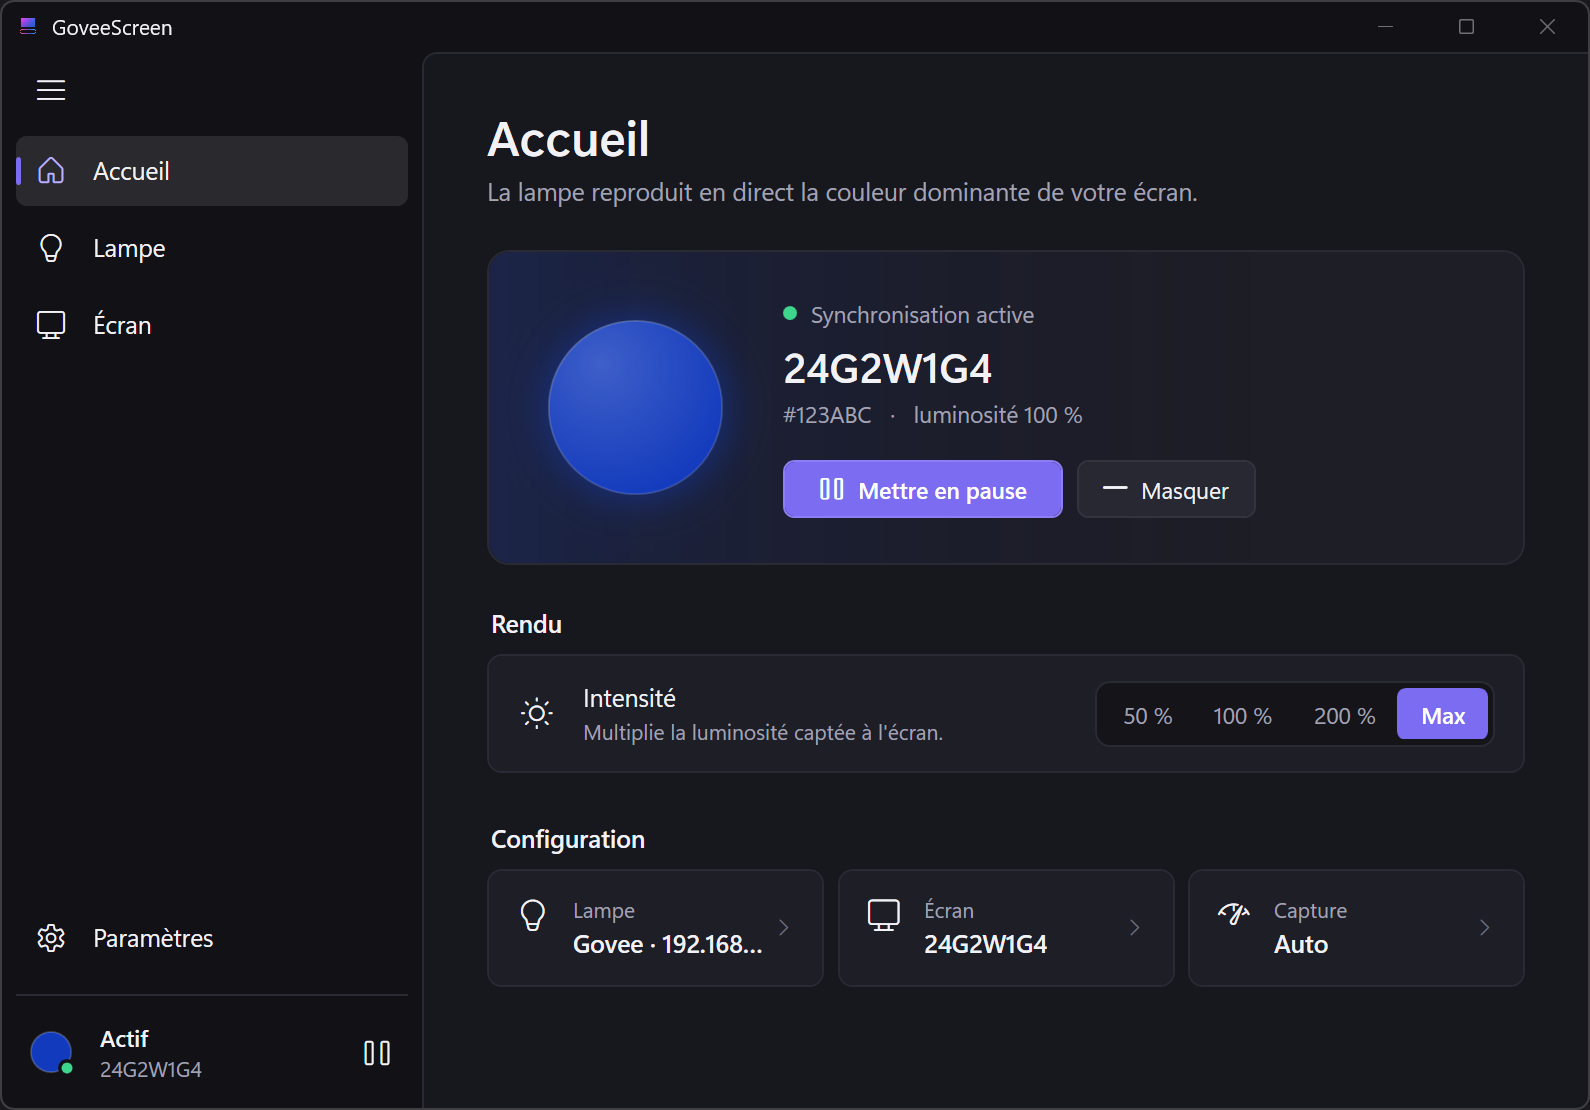 GoveeScreen
Accueil
Lampe
Écran
Paramètres
Actif
24G2W1G4
Accueil
La lampe reproduit en direct la couleur dominante de votre écran.
Synchronisation active
24G2W1G4
#123ABC · luminosité 100 %
Mettre en pause
Masquer
Rendu
Intensité
Multiplie la luminosité captée à l'écran.
50 % 100 % 200 % Max
Configuration
Lampe
Govee · 192.168...
Écran
24G2W1G4
Capture
Auto